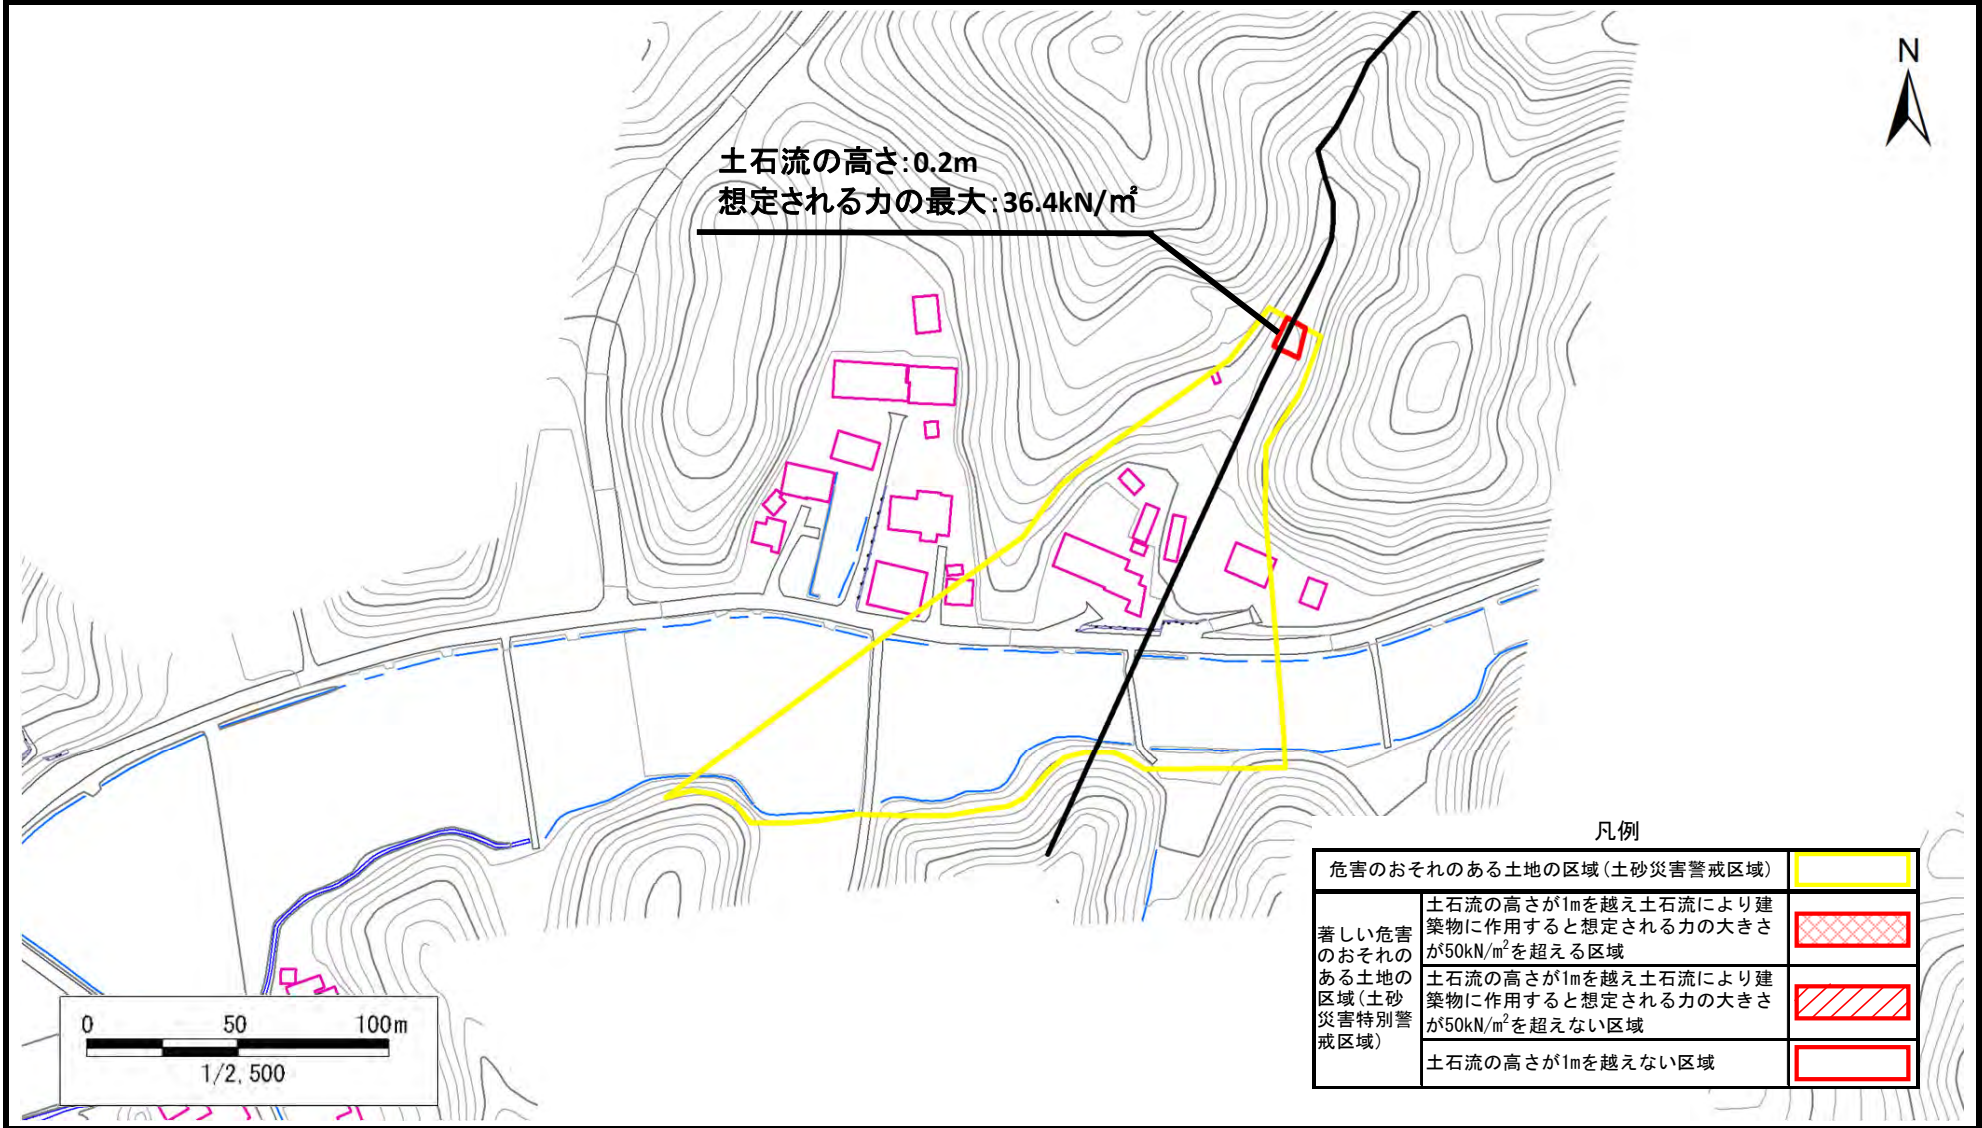 N
土石流の高さ:0.2m
想定される力の最大:36.4kN/㎡
凡例
危害のおそれのある土地の区域(土砂災害警戒区域)
著しい危害
のおそれの
ある土地の
区域(土砂
災害特別警
戒区域)
土石流の高さが1mを越え土石流により建
築物に作用すると想定される力の大きさ
が50kN/m²を超える区域
土石流の高さが1mを越え土石流により建
築物に作用すると想定される力の大きさ
が50kN/m²を超えない区域
土石流の高さが1mを越えない区域
0 50 100m
1/2,500